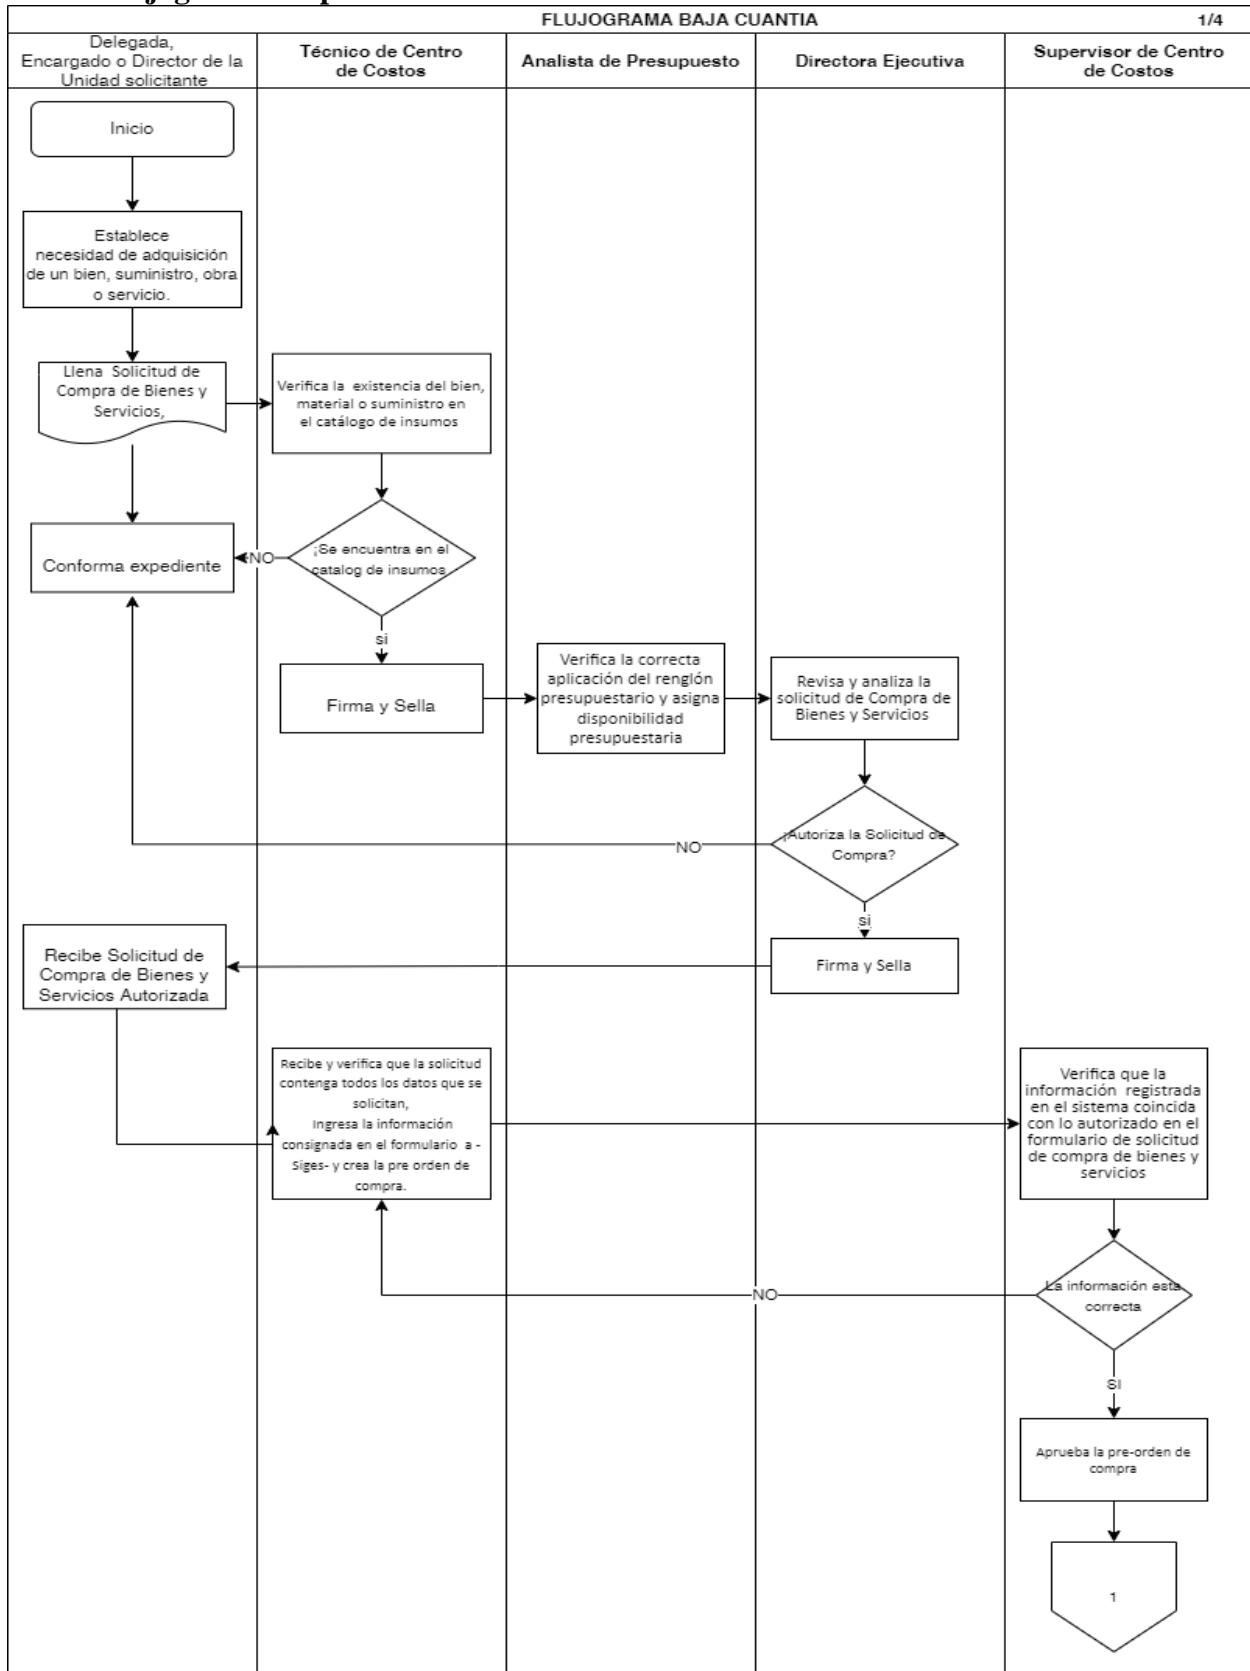 FLUJOGRAMA BAJA CUANTIA
1/4
Delegada,
Encargado o Director de la
Unidad solicitante
Técnico de Centro
de Costos
Analista de Presupuesto
Directora Ejecutiva
Supervisor de Centro
de Costos
Inicio
Establece
necesidad de adquisición
de un bien, suministro, obra
o servicio.
Llena Solicitud de
Compra de Bienes y
Servicios,
Verifica la existencia del bien,
material o suministro en
el catálogo de insumos
Conforma expediente
NO
¡Se encuentra en el
catalog de insumos
si
Firma y Sella
Verifica la correcta
aplicación del renglón
presupuestario y asigna
disponibilidad
presupuestaria
Revisa y analiza la
solicitud de Compra de
Bienes y Servicios
¡Autoriza la Solicitud de
Compra?
NO
si
Firma y Sella
Recibe Solicitud de
Compra de Bienes y
Servicios Autorizada
Recibe y verifica que la solicitud
contenga todos los datos que se
solicitan,
Ingresa la información
consignada en el formulario a -
Siges- y crea la pre orden de
compra.
Verifica que la
información registrada
en el sistema coincida
con lo autorizado en el
formulario de solicitud
de compra de bienes y
servicios
La información esta
correcta
NO
SI
Aprueba la pre-orden de
compra
1